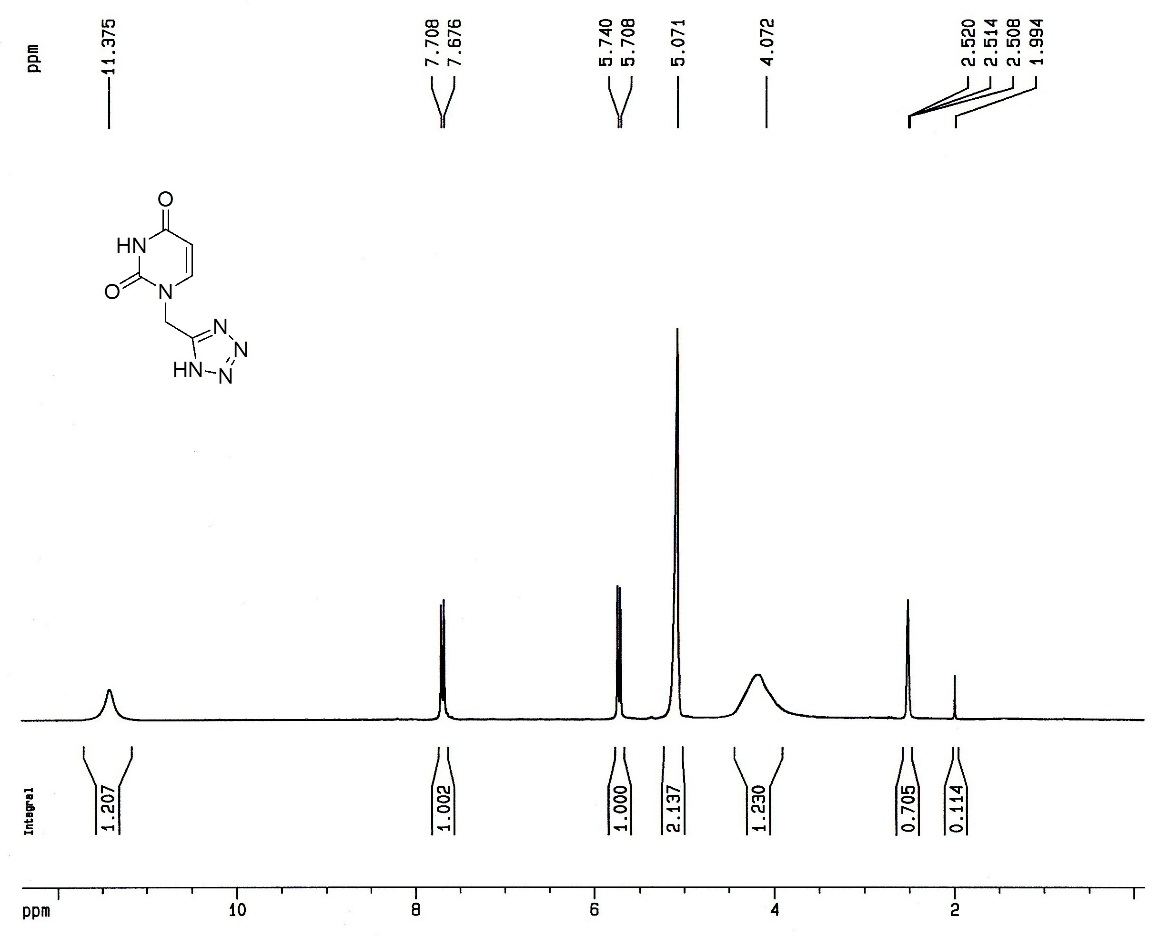 ppm
11.375
7.708
7.676
5.740
5.708
5.071
4.072
2.520
2.514
2.508
1.994
O
HN
O
N
N
N
HN
N
Integral
1.207
1.002
1.000
2.137
1.230
0.705
0.114
ppm
10
8
6
4
2